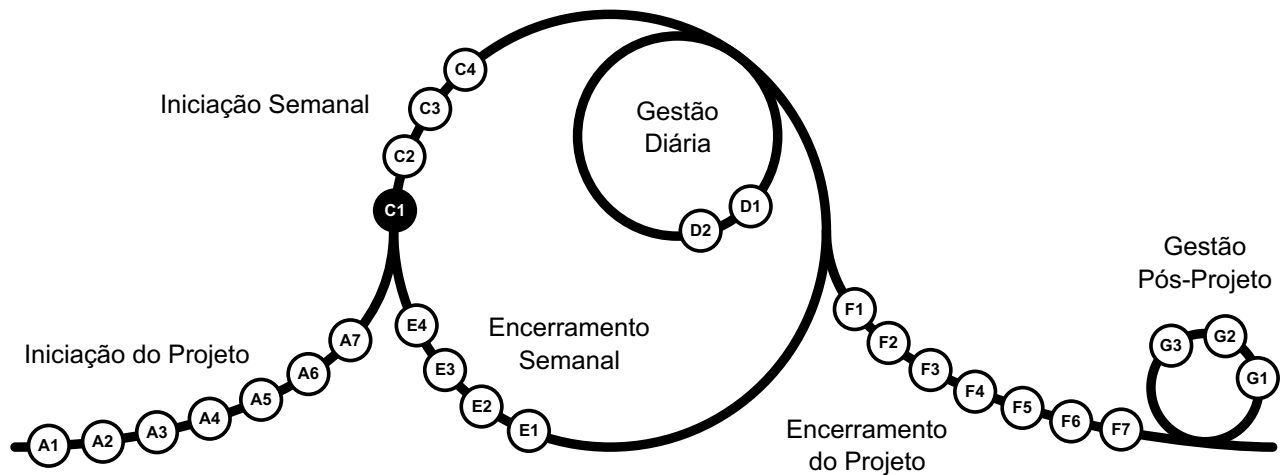 Iniciação do Projeto
A1
A2
A3
A4
A5
A6
A7
Iniciação Semanal
C1
C2
C3
C4
Gestão
Diária
D1
D2
Encerramento
Semanal
E1
E2
E3
E4
Encerramento
do Projeto
F1
F2
F3
F4
F5
F6
F7
Gestão
Pós-Projeto
G1
G2
G3